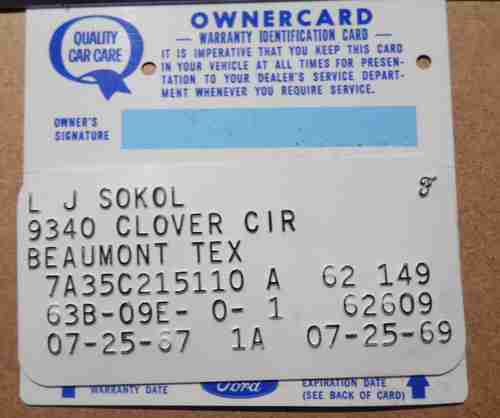 QUALITY
CAR CARE
OWNERCARD
WARRANTY IDENTIFICATION CARD
IT IS IMPERATIVE THAT YOU KEEP THIS CARD
IN YOUR VEHICLE AT ALL TIMES FOR PRESEN-
TATION TO YOUR DEALER'S SERVICE DEPART-
MENT WHENEVER YOU REQUIRE SERVICE.
OWNER'S
SIGNATURE
L J SOKOL F
9340 CLOVER CIR
BEAUMONT TEX
7A35C215110 A 62 149
63B-09E- 0- 1 62609
07-25-67 1A 07-25-69
WARRANTY DATE Ford EXPIRATION DATE
(SEE BACK OF CARD)